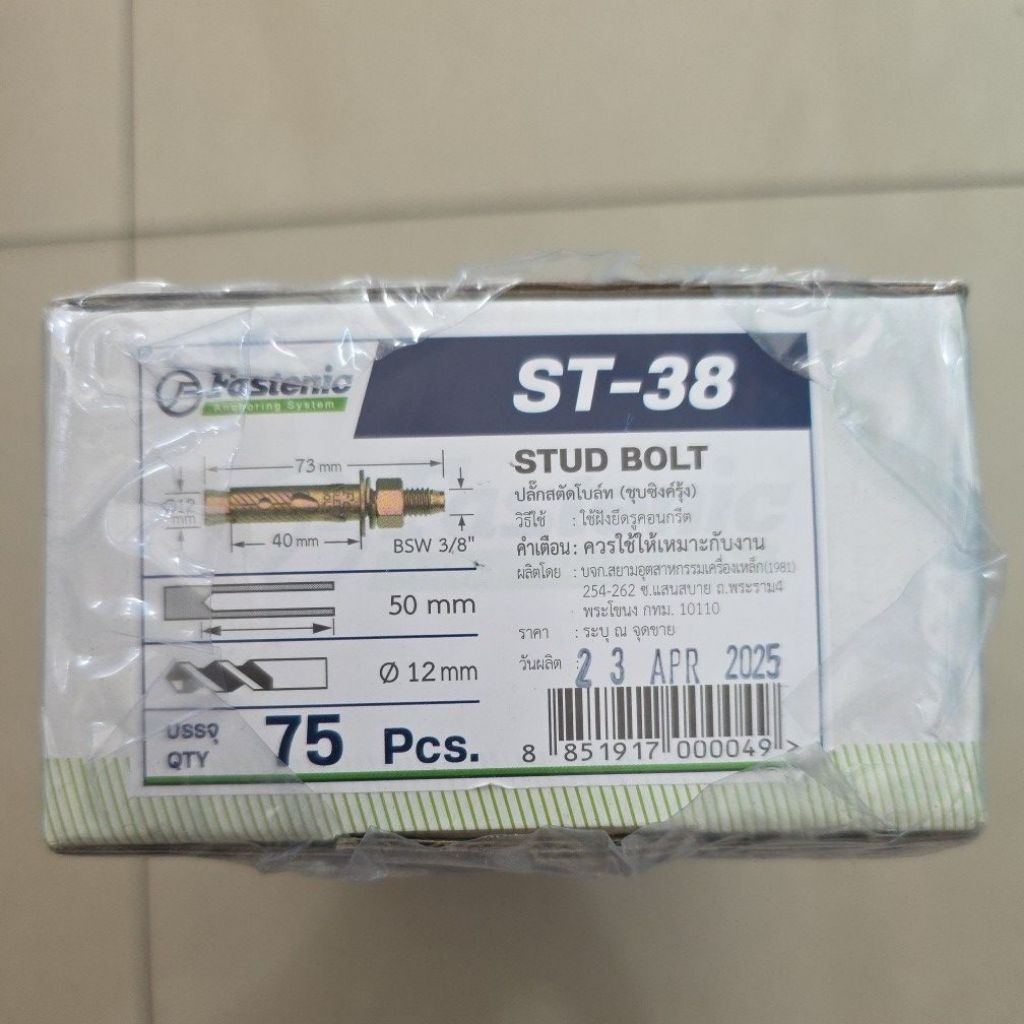 Fastenic
Anchoring System
ST-38
73 mm
Ø12
mm
40 mm
BSW 3/8"
50 mm
Ø 12 mm
บรรจุ
QTY
75 Pcs.
STUD BOLT
ปลั๊กสตัดโบล์ท (ชุบซิงค์รุ้ง)
วิธีใช้ : ใช้ฝังยึดรูคอนกรีต
คำเตือน : ควรใช้ให้เหมาะกับงาน
ผลิตโดย : บจก.สยามอุตสาหกรรมเครื่องเหล็ก(1981)
254-262 ซ.แสนสบาย ถ.พระราม4
พระโขนง กทม. 10110
ราคา : ระบุ ณ จุดขาย
วันผลิต : 23 APR 2025
8 851917 000049 >